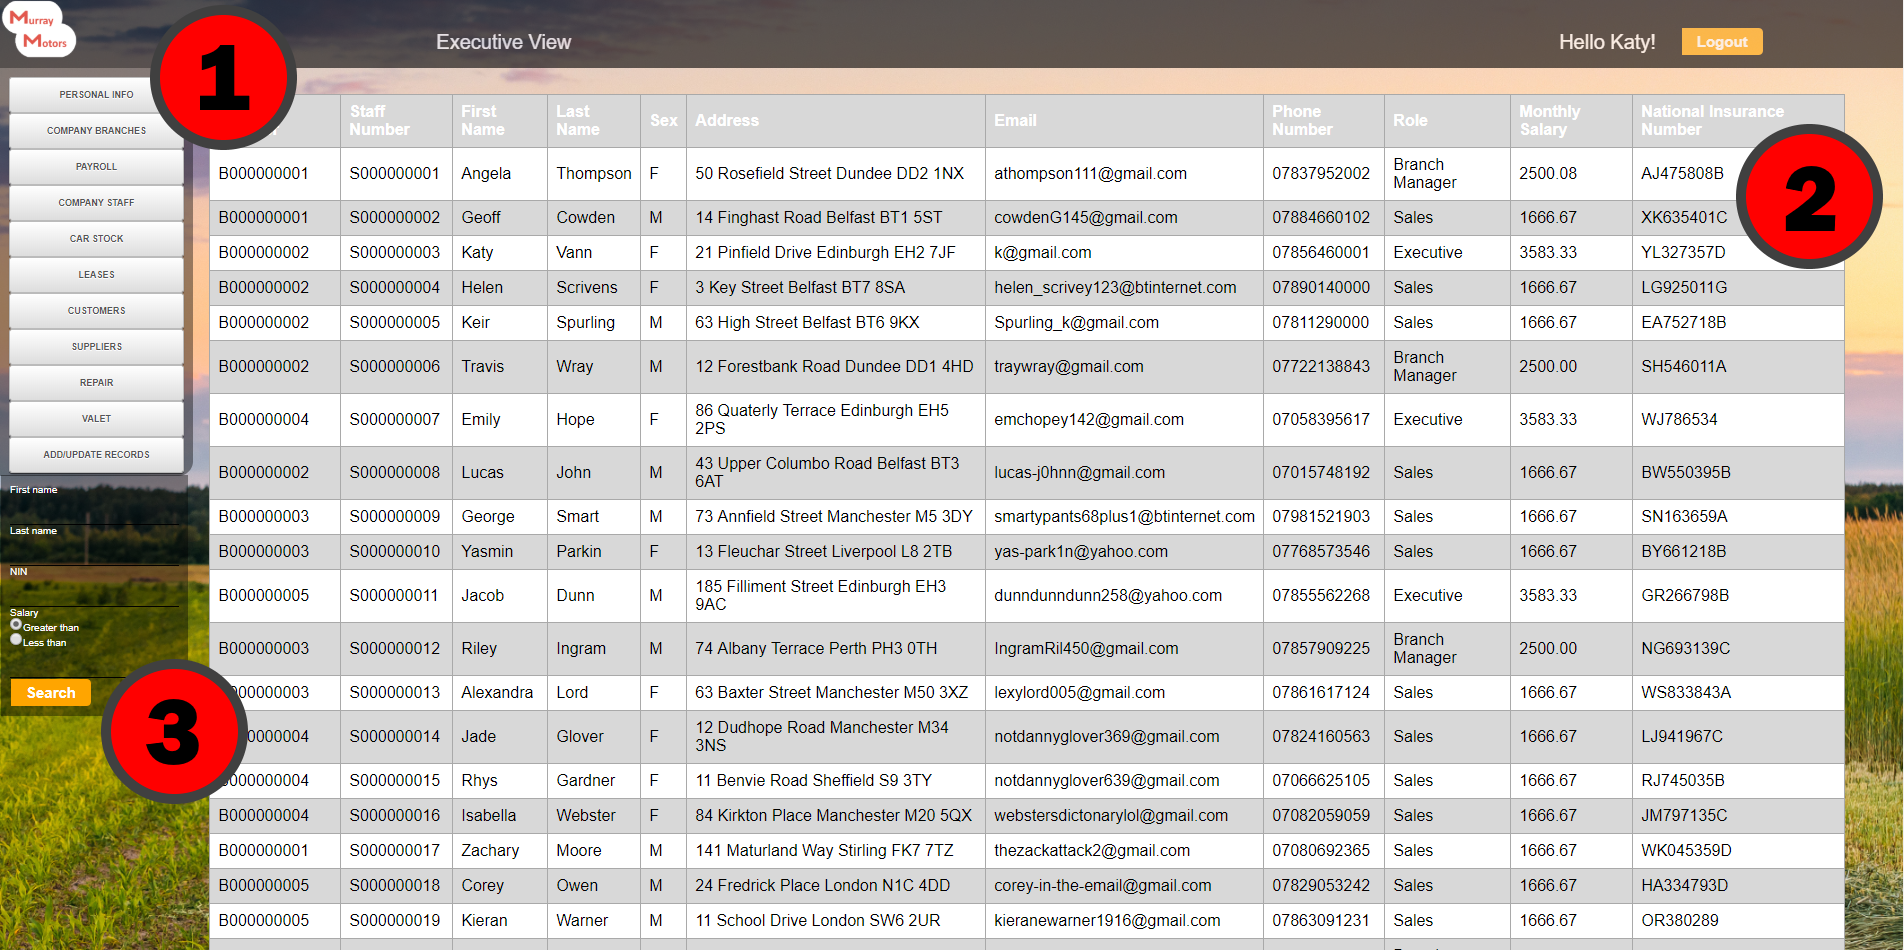 Murray
Motors
Executive View
Hello Katy!
Logout
1
2
3
PERSONAL INFO
COMPANY BRANCHES
PAYROLL
COMPANY STAFF
CAR STOCK
LEASES
CUSTOMERS
SUPPLIERS
REPAIR
VALET
ADD/UPDATE RECORDS
First name
Last name
NIN
Salary
Greater than
Less than
Search
Staff Number First Name Last Name Sex Address Email Phone Number Role Monthly Salary National Insurance Number
B000000001 S000000001 Angela Thompson F 50 Rosefield Street Dundee DD2 1NX athompson111@gmail.com 07837952002 Branch Manager 2500.08 AJ475808B
B000000001 S000000002 Geoff Cowden M 14 Finghast Road Belfast BT1 5ST cowdenG145@gmail.com 07884660102 Sales 1666.67 XK635401C
B000000002 S000000003 Katy Vann F 21 Pinfield Drive Edinburgh EH2 7JF k@gmail.com 07856460001 Executive 3583.33 YL327357D
B000000002 S000000004 Helen Scrivens F 3 Key Street Belfast BT7 8SA helen_scrivey123@btinternet.com 07890140000 Sales 1666.67 LG925011G
B000000002 S000000005 Keir Spurling M 63 High Street Belfast BT6 9KX Spurling_k@gmail.com 07811290000 Sales 1666.67 EA752718B
B000000002 S000000006 Travis Wray M 12 Forestbank Road Dundee DD1 4HD traywray@gmail.com 07722138843 Branch Manager 2500.00 SH546011A
B000000004 S000000007 Emily Hope F 86 Quaterly Terrace Edinburgh EH5 2PS emchopey142@gmail.com 07058395617 Executive 3583.33 WJ786534
B000000002 S000000008 Lucas John M 43 Upper Columbo Road Belfast BT3 6AT lucas-j0hnn@gmail.com 07015748192 Sales 1666.67 BW550395B
B000000003 S000000009 George Smart M 73 Annfield Street Manchester M5 3DY smartypants68plus1@btinternet.com 07981521903 Sales 1666.67 SN163659A
B000000003 S000000010 Yasmin Parkin F 13 Fleuchar Street Liverpool L8 2TB yas-park1n@yahoo.com 07768573546 Sales 1666.67 BY661218B
B000000005 S000000011 Jacob Dunn M 185 Filliment Street Edinburgh EH3 9AC dunndunndunn258@yahoo.com 07855562268 Executive 3583.33 GR266798B
B000000003 S000000012 Riley Ingram M 74 Albany Terrace Perth PH3 0TH IngramRil450@gmail.com 07857909225 Branch Manager 2500.00 NG693139C
000000003 S000000013 Alexandra Lord F 63 Baxter Street Manchester M50 3XZ lexylord005@gmail.com 07861617124 Sales 1666.67 WS833843A
000004 S000000014 Jade Glover F 12 Dudhope Road Manchester M34 3NS notdannyglover369@gmail.com 07824160563 Sales 1666.67 LJ941967C
B000000004 S000000015 Rhys Gardner F 11 Benvie Road Sheffield S9 3TY notdannyglover639@gmail.com 07066625105 Sales 1666.67 RJ745035B
B000000004 S000000016 Isabella Webster F 84 Kirkton Place Manchester M20 5QX webstersdictonarylol@gmail.com 07082059059 Sales 1666.67 JM797135C
B000000001 S000000017 Zachary Moore M 141 Maturland Way Stirling FK7 7TZ thezackattack2@gmail.com 07080692365 Sales 1666.67 WK045359D
B000000005 S000000018 Corey Owen M 24 Fredrick Place London N1C 4DD corey-in-the-email@gmail.com 07829053242 Sales 1666.67 HA334793D
B000000005 S000000019 Kieran Warner M 11 School Drive London SW6 2UR kieranewarner1916@gmail.com 07863091231 Sales 1666.67 OR380289